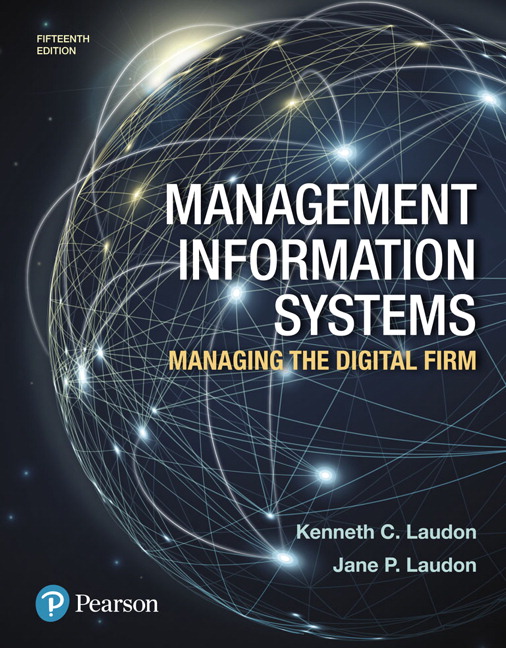 FIFTEENTH
EDITION
MANAGEMENT
INFORMATION
SYSTEMS
MANAGING THE DIGITAL FIRM
Kenneth C. Laudon
Jane P. Laudon
P Pearson